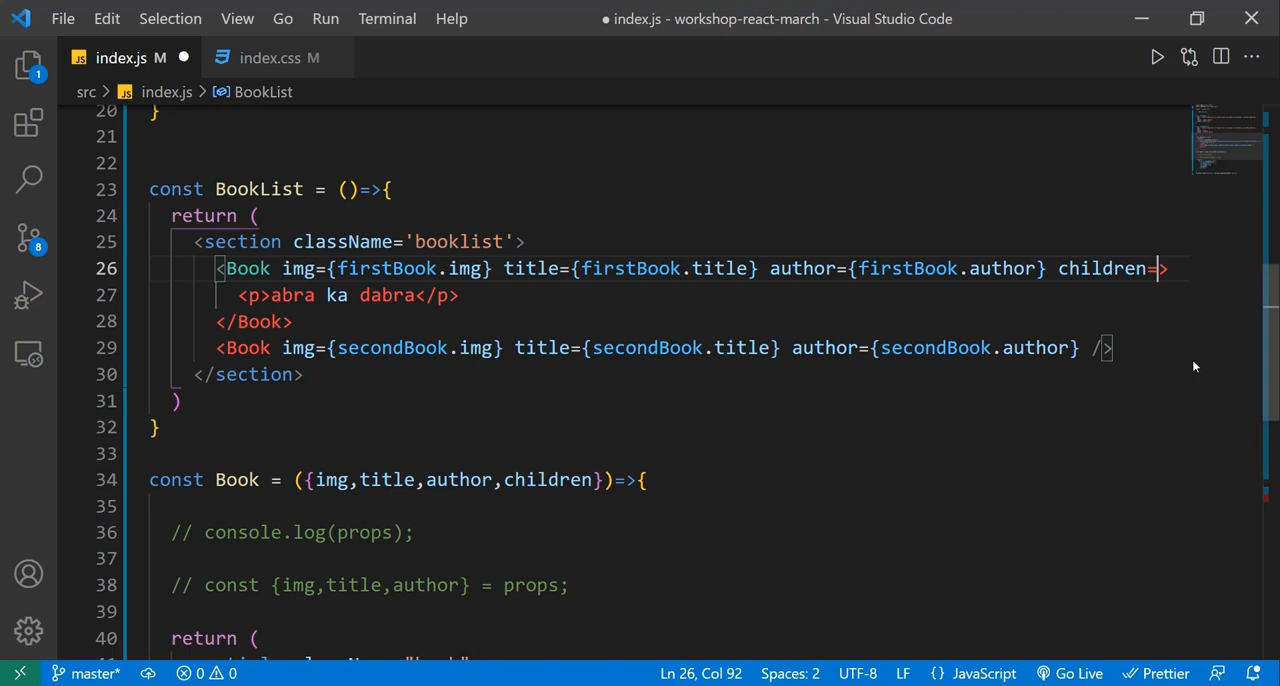 File Edit Selection View Go Run Terminal Help
● index.js - workshop-react-march - Visual Studio Code
JS index.js M ● index.css M
src > JS index.js > BookList
20 }
21
22
23 const BookList = ()=>{
24 return (
25 <section className='booklist'>
26 <Book img={firstBook.img} title={firstBook.title} author={firstBook.author} children=>
27 <p>abra ka dabra</p>
28 </Book>
29 <Book img={secondBook.img} title={secondBook.title} author={secondBook.author} />
30 </section>
31 )
32 }
33
34 const Book = ({img,title,author,children})=>{
35
36 // console.log(props);
37
38 // const {img,title,author} = props;
39
40 return (
1
8
master* 0 0 Ln 26, Col 92 Spaces: 2 UTF-8 LF {} JavaScript Go Live Prettier